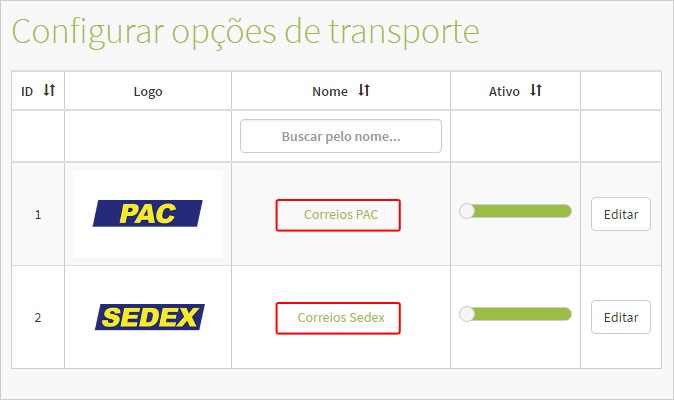 Configurar opções de transporte
ID Logo Nome Ativo
Buscar pelo nome...
1 PAC Correios PAC Editar
2 SEDEX Correios Sedex Editar